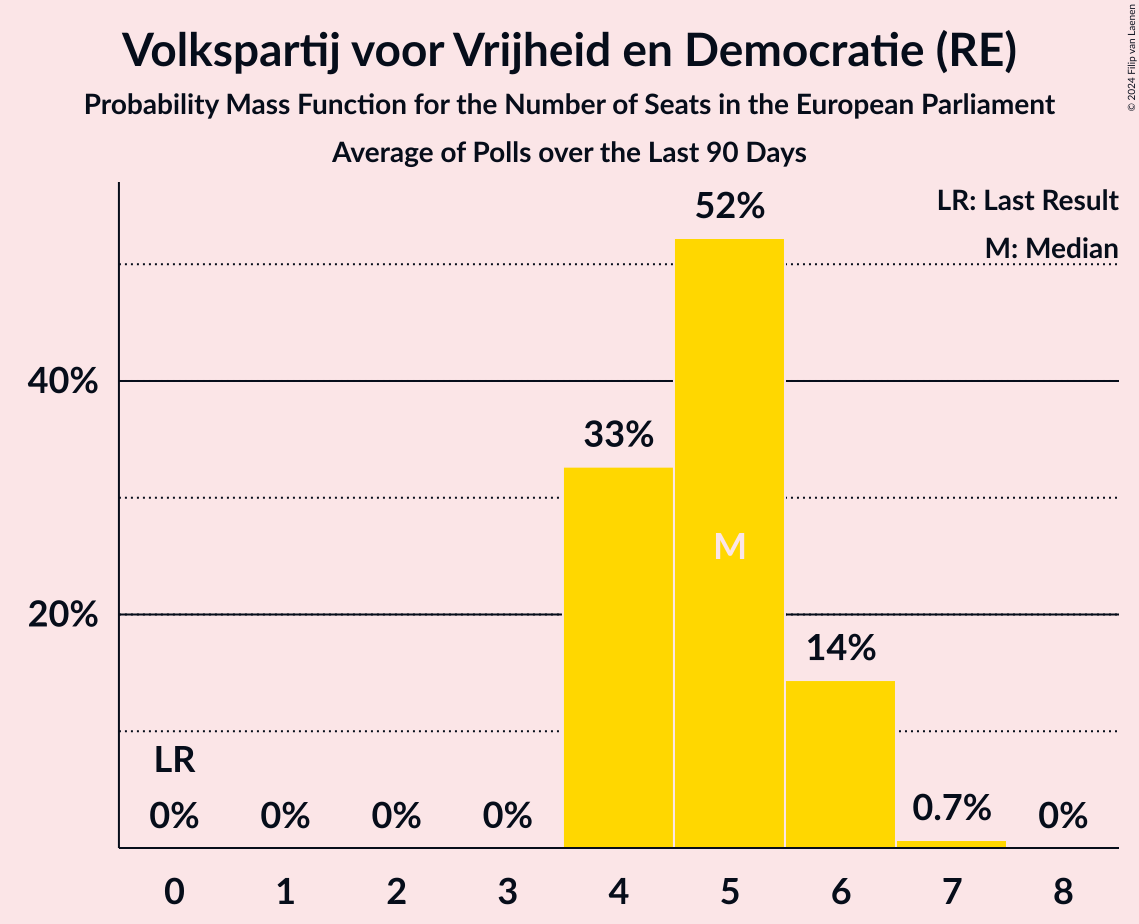 Volkspartij voor Vrijheid en Democratie (RE)
Probability Mass Function for the Number of Seats in the European Parliament
Average of Polls over the Last 90 Days
© 2024 Filip van Laenen
LR: Last Result
M: Median
52%
40%
33%
M
20%
14%
LR
0% 0% 0% 0% 0.7% 0%
0 1 2 3 4 5 6 7 8